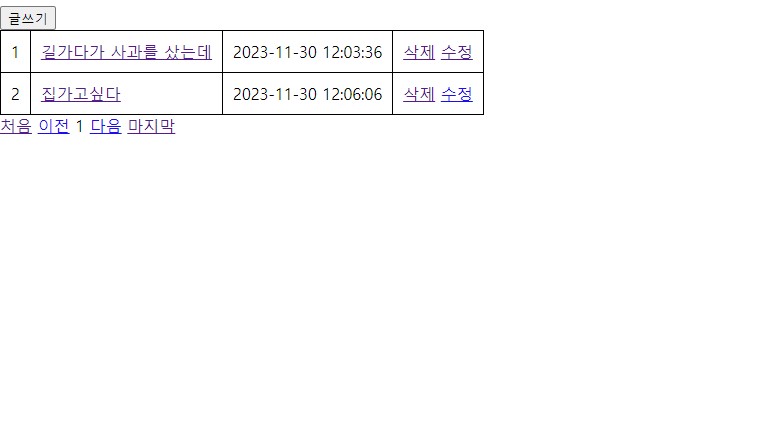 글쓰기
1 길가다가 사과를 샀는데 2023-11-30 12:03:36 삭제 수정
2 집가고싶다 2023-11-30 12:06:06 삭제 수정
처음 이전 1 다음 마지막